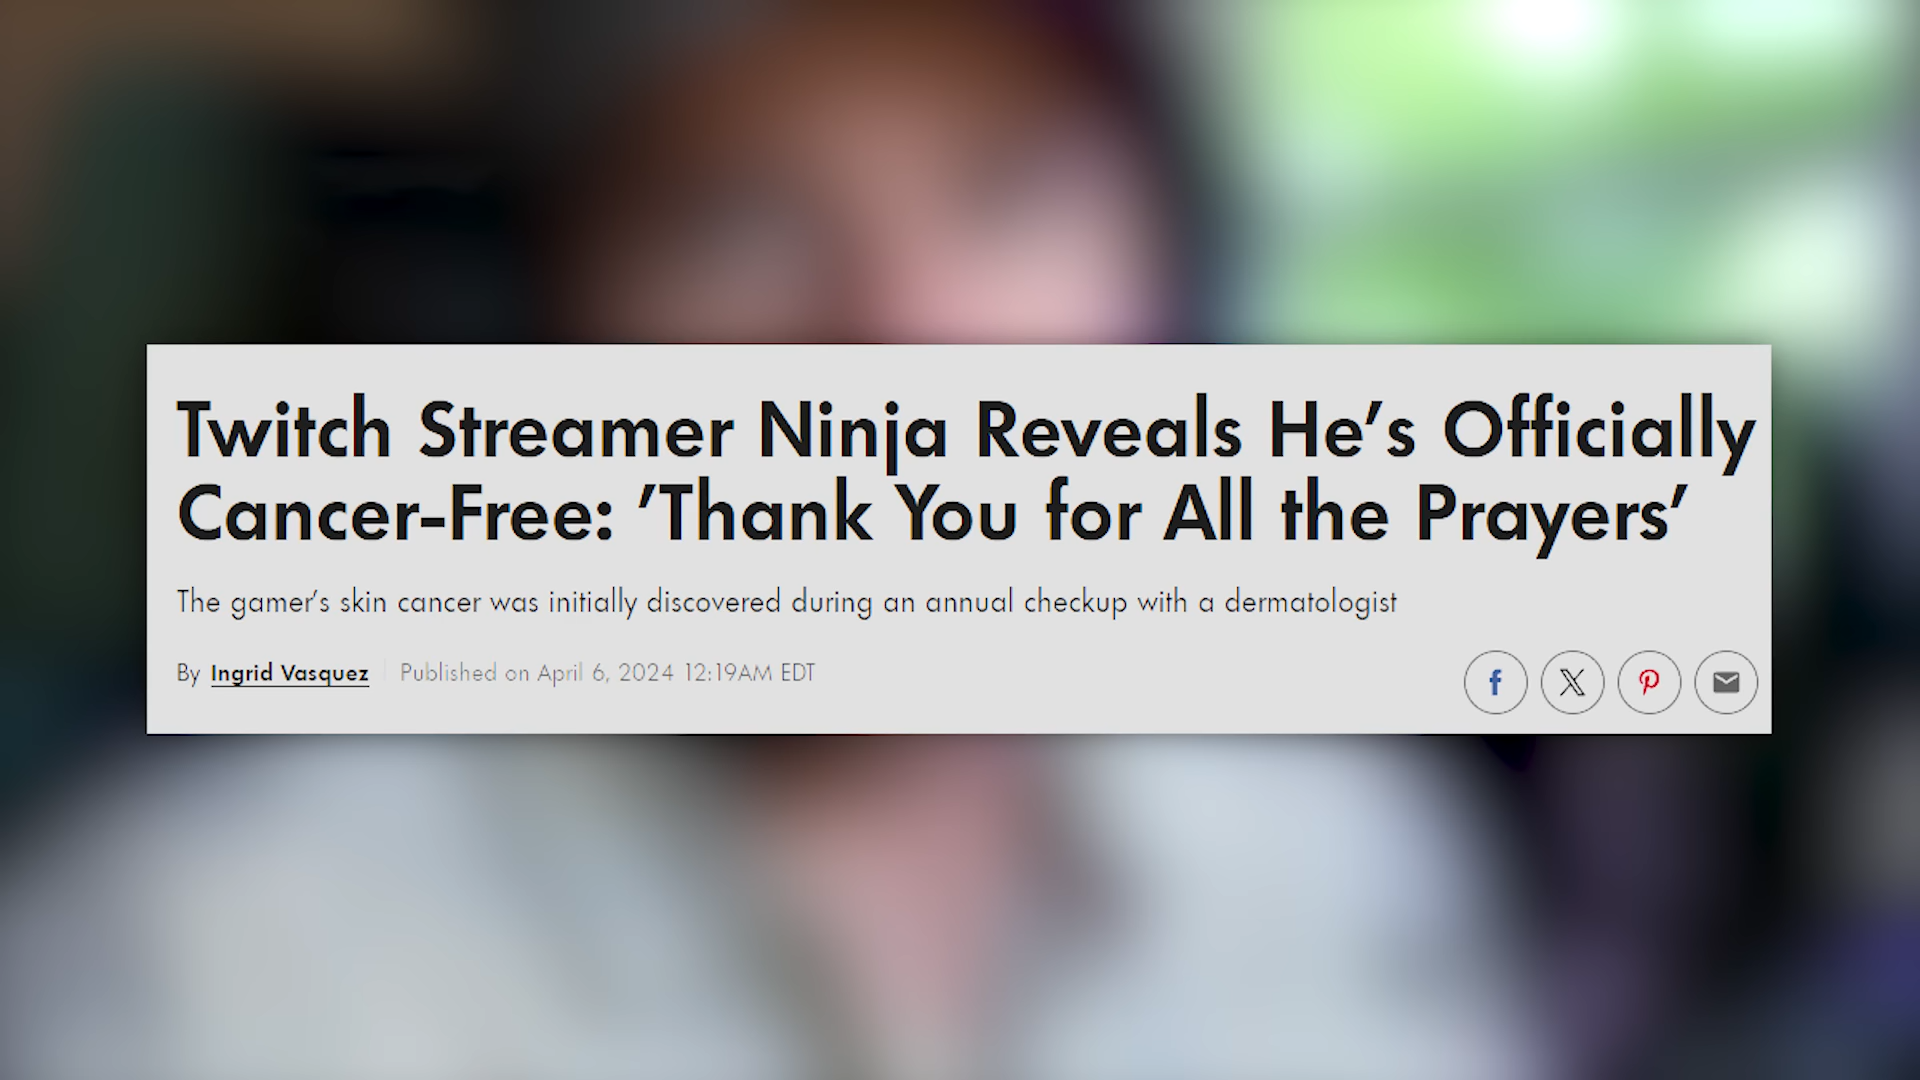 Twitch Streamer Ninja Reveals He’s Officially
Cancer-Free: ’Thank You for All the Prayers’
The gamer’s skin cancer was initially discovered during an annual checkup with a dermatologist
By Ingrid Vasquez Published on April 6, 2024 12:19AM EDT